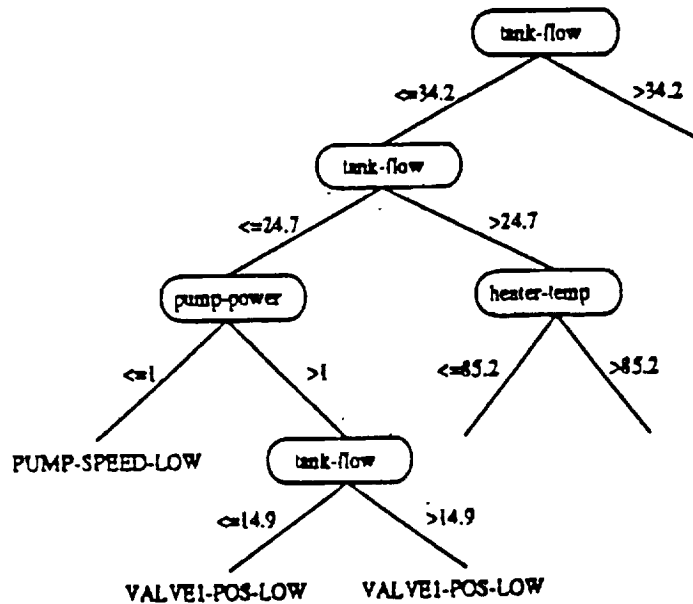 tank-flow
<=34.2
>34.2
tank-flow
<=24.7
>24.7
pump-power
heater-temp
<=1
>1
<=85.2
>85.2
PUMP-SPEED-LOW
tank-flow
<=14.9
>14.9
VALVE1-POS-LOW
VALVE1-POS-LOW